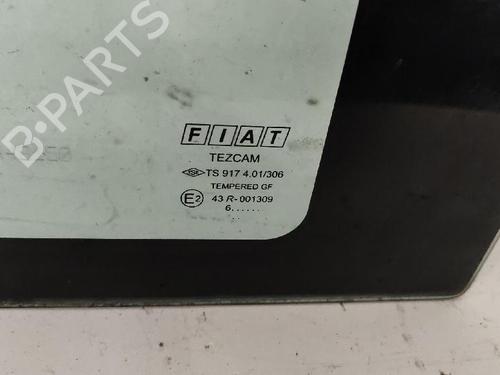 FIAT
TEZCAM
TS 917 4.01/306
TEMPERED GF
E2 43 R-001309
6......
B-PARTS